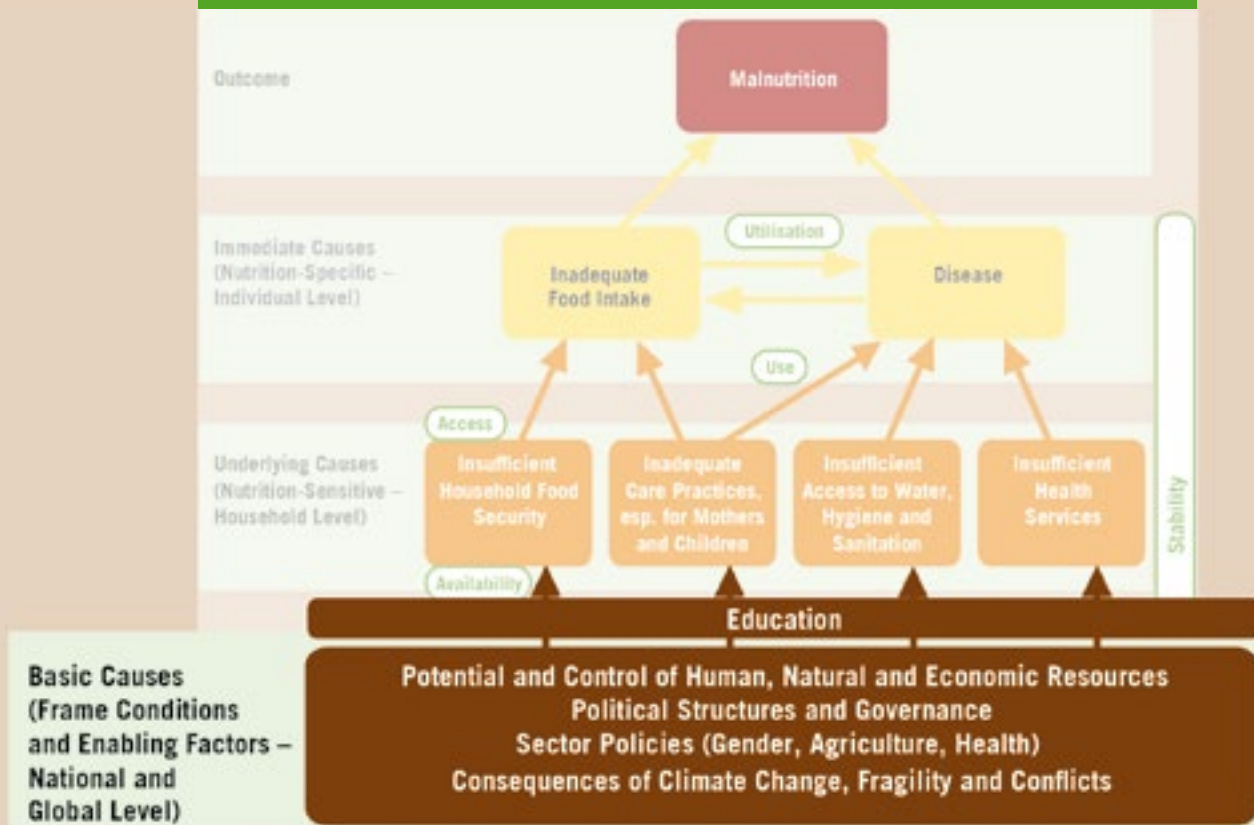 Outcome
Malnutrition
Immediate Causes
(Nutrition-Specific –
Individual Level)
Utilisation
Inadequate
Food Intake
Disease
Use
Access
Underlying Causes
(Nutrition-Sensitive –
Household Level)
Insufficient
Household Food
Security
Inadequate
Care Practices,
esp. for Mothers
and Children
Insufficient
Access to Water,
Hygiene and
Sanitation
Insufficient
Health
Services
Stability
Availability
Education
Basic Causes
(Frame Conditions
and Enabling Factors –
National and
Global Level)
Potential and Control of Human, Natural and Economic Resources
Political Structures and Governance
Sector Policies (Gender, Agriculture, Health)
Consequences of Climate Change, Fragility and Conflicts